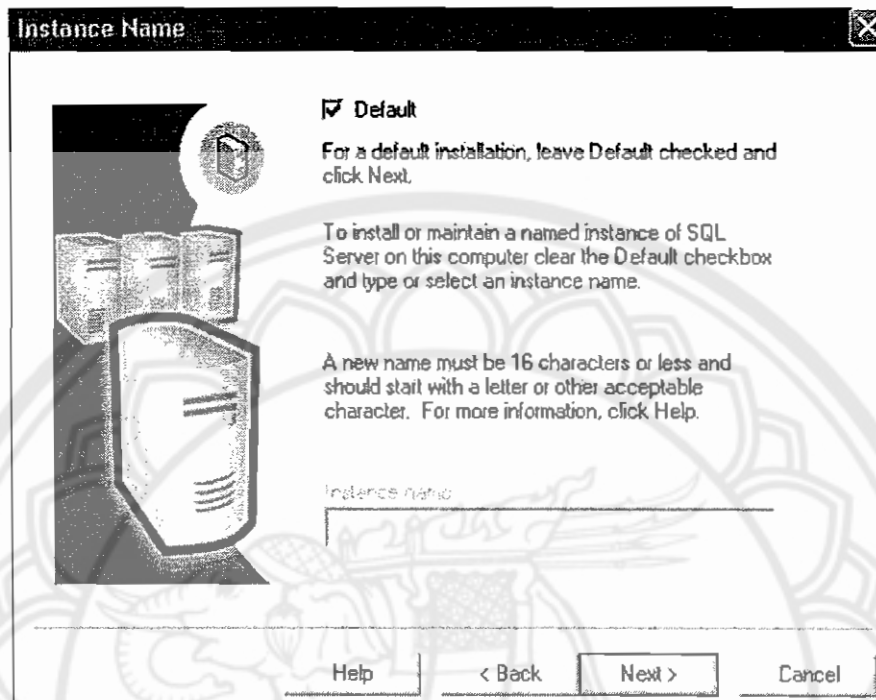 Instance Name
Default
For a default installation, leave Default checked and
click Next.
To install or maintain a named instance of SQL
Server on this computer clear the Default checkbox
and type or select an instance name.
A new name must be 16 characters or less and
should start with a letter or other acceptable
character. For more information, click Help.
Instance name
Help
< Back
Next >
Cancel